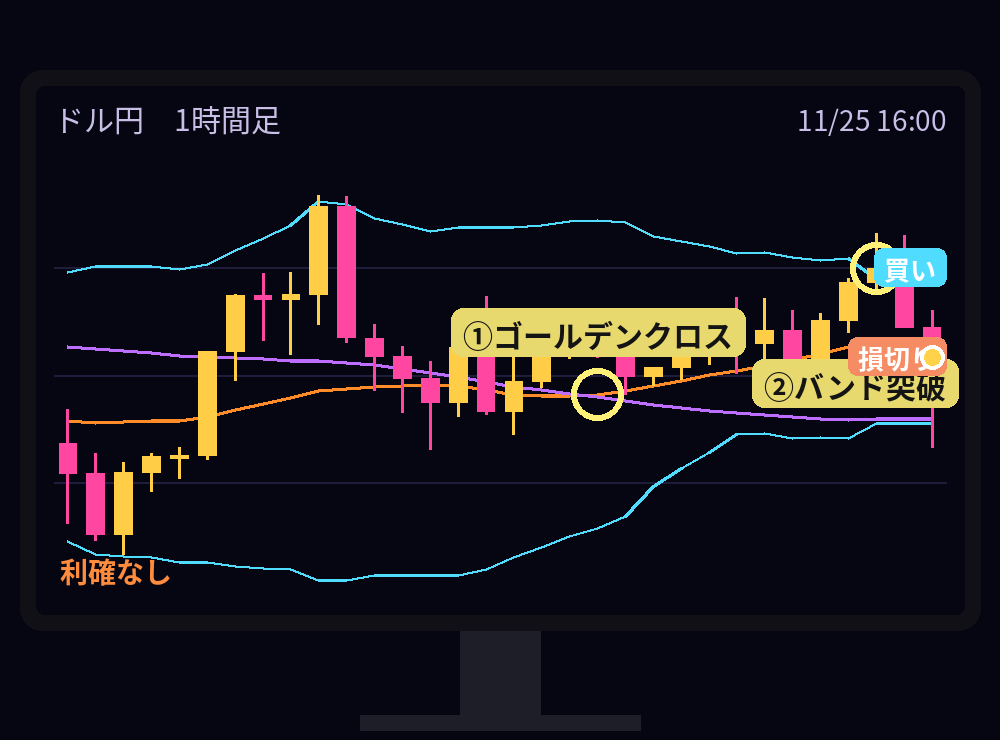 ドル円 1時間足
11/25 16:00
買い
①ゴールデンクロス
損切り
②バンド突破
利確なし